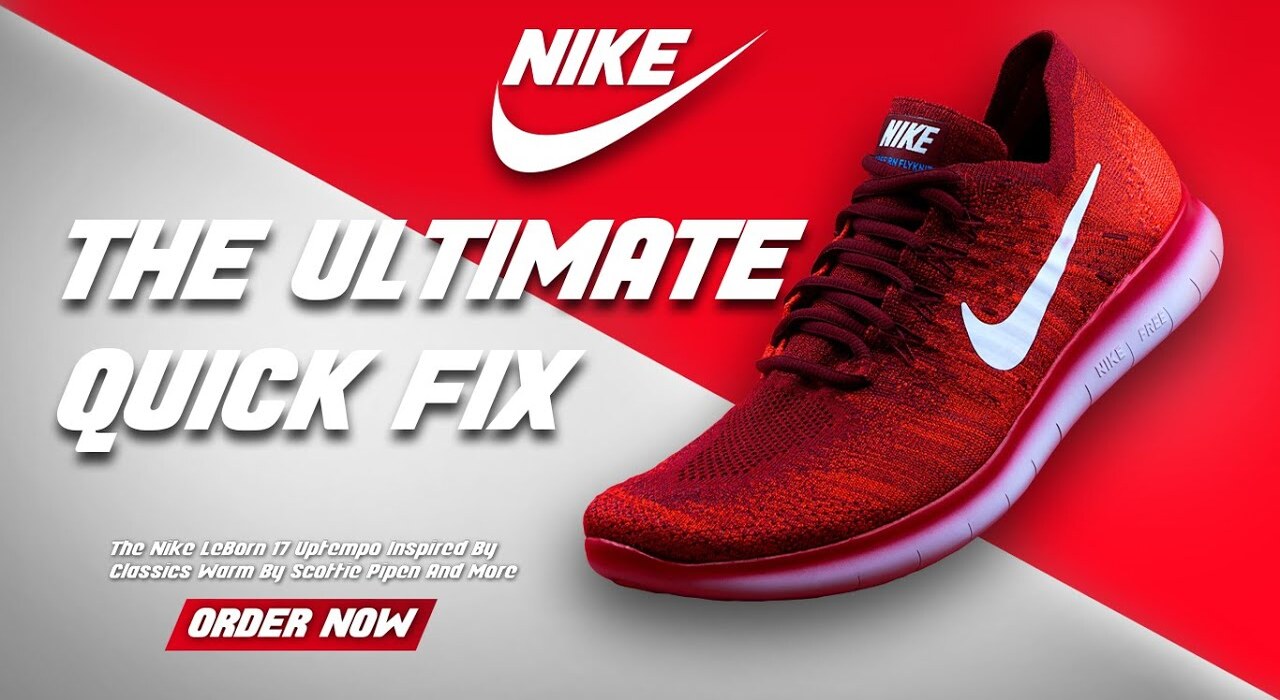 NIKE
NIKE
THE ULTIMATE
QUICK FIX
NIKE FREE
The Nike LeBorn 17 Uptempo Inspired By
Classics Warm By Scottie Pipen And More
ORDER NOW